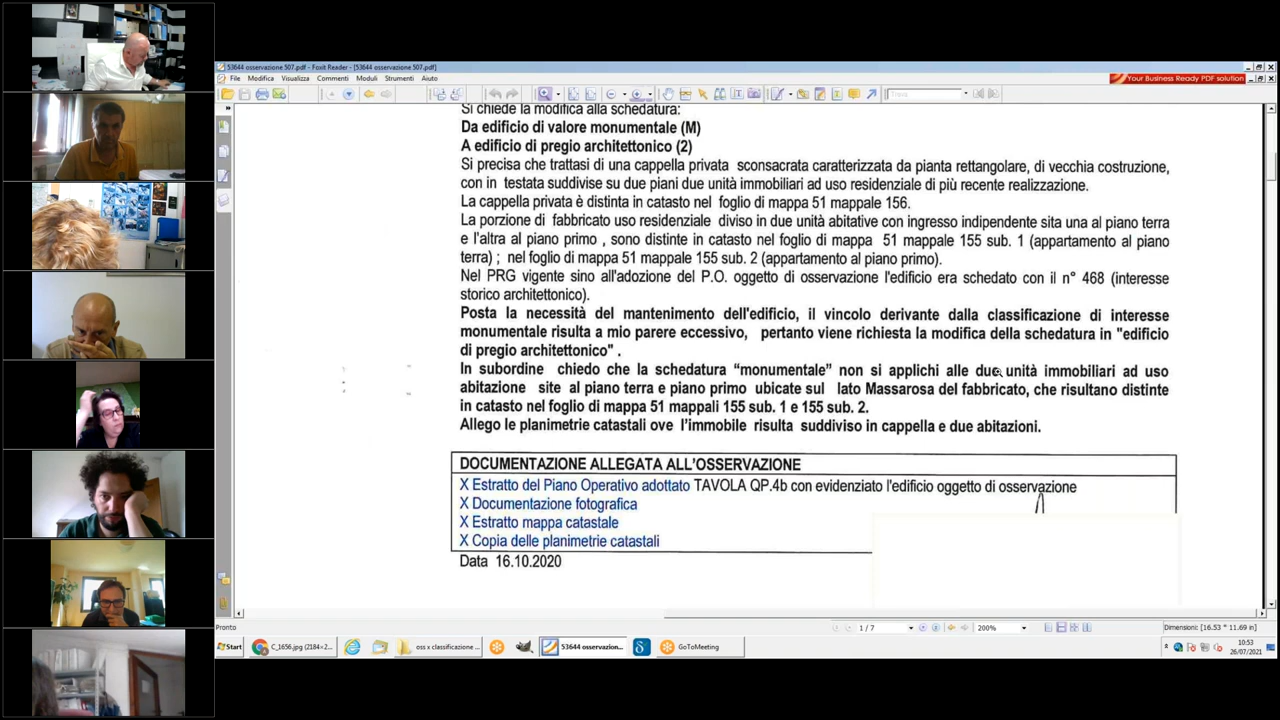 53644 osservazione 507.pdf - Foxit Reader - [53644 osservazione 507.pdf]
File Modifica Visualizza Commenti Moduli Strumenti Aiuto
Your Business Ready PDF solution
Trova
Si chiede la modifica alla schedatura:
Da edificio di valore monumentale (M)
A edificio di pregio architettonico (2)
Si precisa che trattasi di una cappella privata sconsacrata caratterizzata da pianta rettangolare, di vecchia costruzione,
con in testata suddivise su due piani due unità immobiliari ad uso residenziale di più recente realizzazione.
La cappella privata è distinta in catasto nel foglio di mappa 51 mappale 156.
La porzione di fabbricato uso residenziale diviso in due unità abitative con ingresso indipendente sita una al piano terra
e l'altra al piano primo , sono distinte in catasto nel foglio di mappa 51 mappale 155 sub. 1 (appartamento al piano
terra) ; nel foglio di mappa 51 mappale 155 sub. 2 (appartamento al piano primo).
Nel PRG vigente sino all'adozione del P.O. oggetto di osservazione l'edificio era schedato con il n° 468 (interesse
storico architettonico).
Posta la necessità del mantenimento dell'edificio, il vincolo derivante dalla classificazione di interesse
monumentale risulta a mio parere eccessivo, pertanto viene richiesta la modifica della schedatura in "edificio
di pregio architettonico" .
In subordine chiedo che la schedatura "monumentale" non si applichi alle due unità immobiliari ad uso
abitazione site al piano terra e piano primo ubicate sul lato Massarosa del fabbricato, che risultano distinte
in catasto nel foglio di mappa 51 mappali 155 sub. 1 e 155 sub. 2.
Allego le planimetrie catastali ove l'immobile risulta suddiviso in cappella e due abitazioni.
DOCUMENTAZIONE ALLEGATA ALL'OSSERVAZIONE
X Estratto del Piano Operativo adottato TAVOLA QP.4b con evidenziato l'edificio oggetto di osservazione
X Documentazione fotografica
X Estratto mappa catastale
X Copia delle planimetrie catastali
Data 16.10.2020
Pronto
1 / 7
200%
Dimensioni: [16.53 * 11.69 in]
Start
C_1656.jpg (2184×2...
oss x classificazione ...
53644 osservazion...
GoToMeeting
10:53
26/07/2021